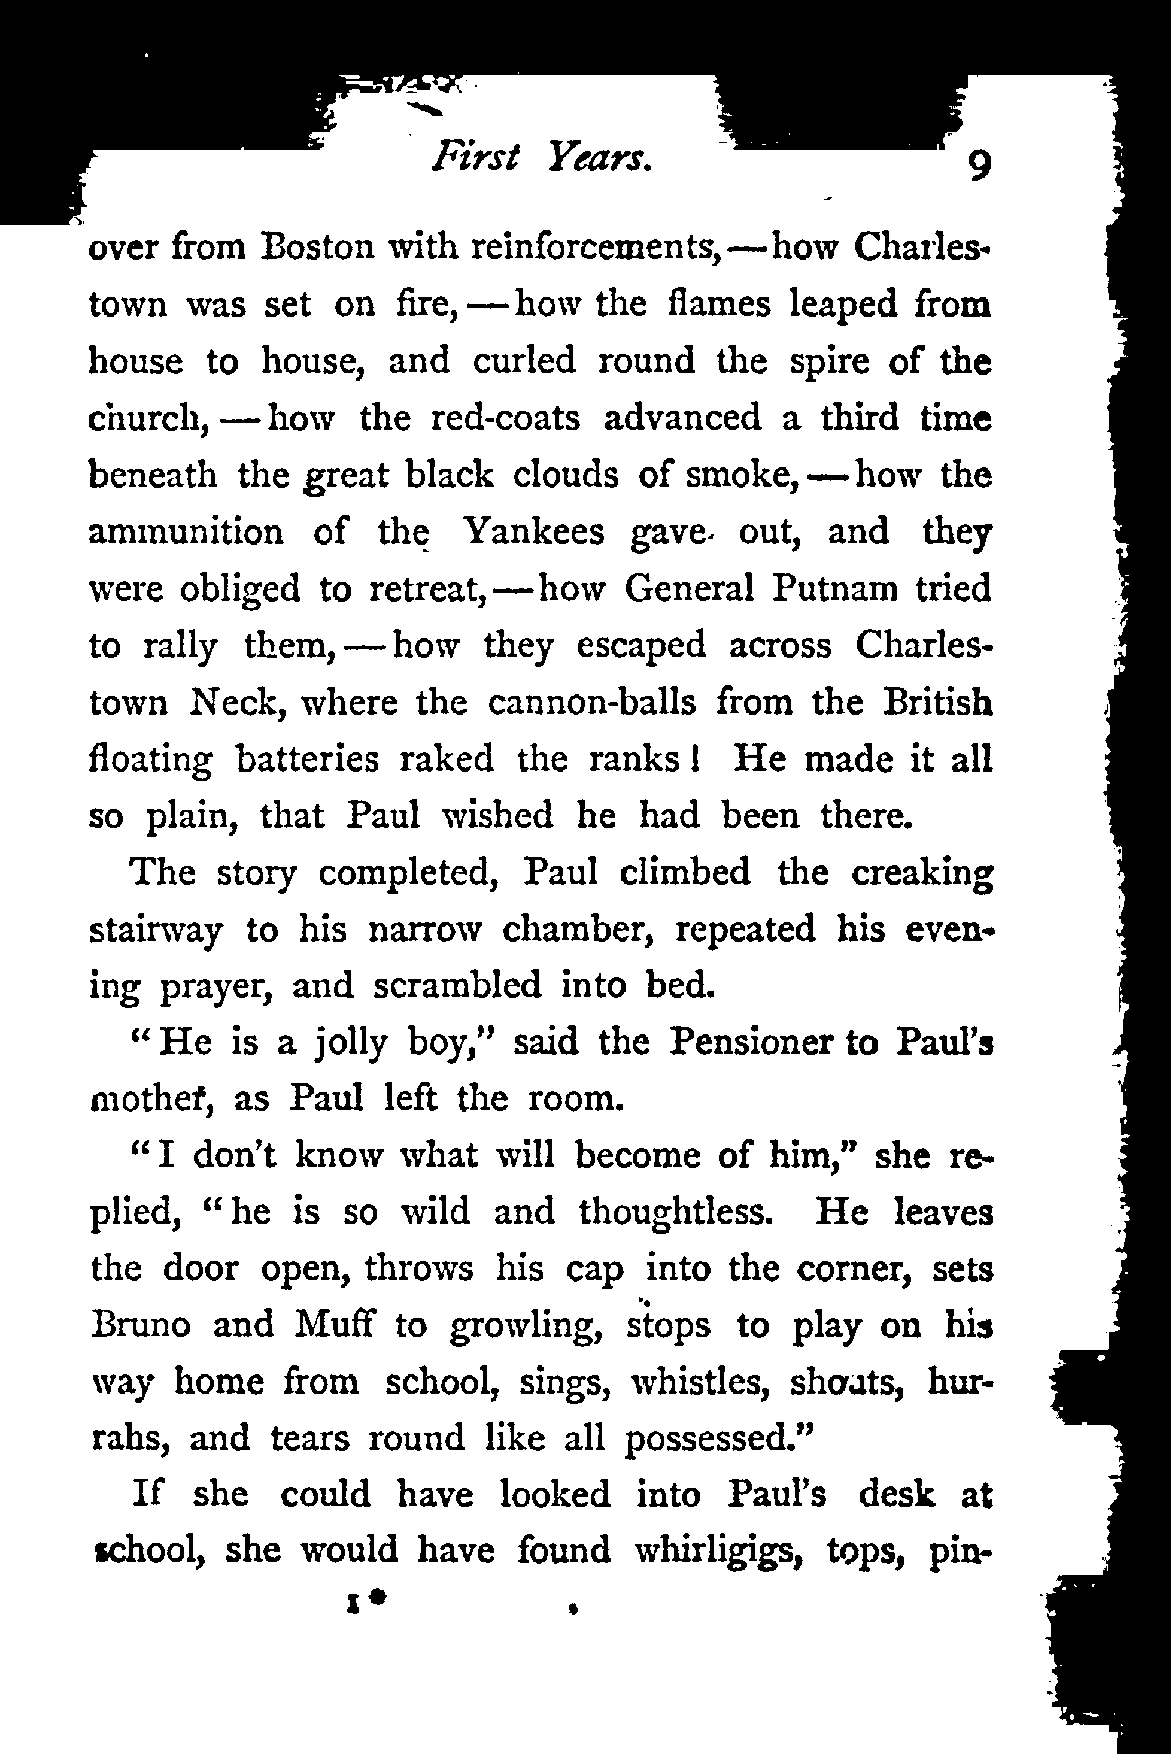 First Years. 9
over from Boston with reinforcements,—how Charles-
town was set on fire,—how the flames leaped from
house to house, and curled round the spire of the
church,—how the red-coats advanced a third time
beneath the great black clouds of smoke,—how the
ammunition of the Yankees gave out, and they
were obliged to retreat,—how General Putnam tried
to rally them,—how they escaped across Charles-
town Neck, where the cannon-balls from the British
floating batteries raked the ranks! He made it all
so plain, that Paul wished he had been there.
The story completed, Paul climbed the creaking
stairway to his narrow chamber, repeated his even-
ing prayer, and scrambled into bed.
“He is a jolly boy,” said the Pensioner to Paul’s
mother, as Paul left the room.
“I don’t know what will become of him,” she re-
plied, “he is so wild and thoughtless. He leaves
the door open, throws his cap into the corner, sets
Bruno and Muff to growling, stops to play on his
way home from school, sings, whistles, shouts, hur-
rahs, and tears round like all possessed.”
If she could have looked into Paul’s desk at
school, she would have found whirligigs, tops, pin-
1*